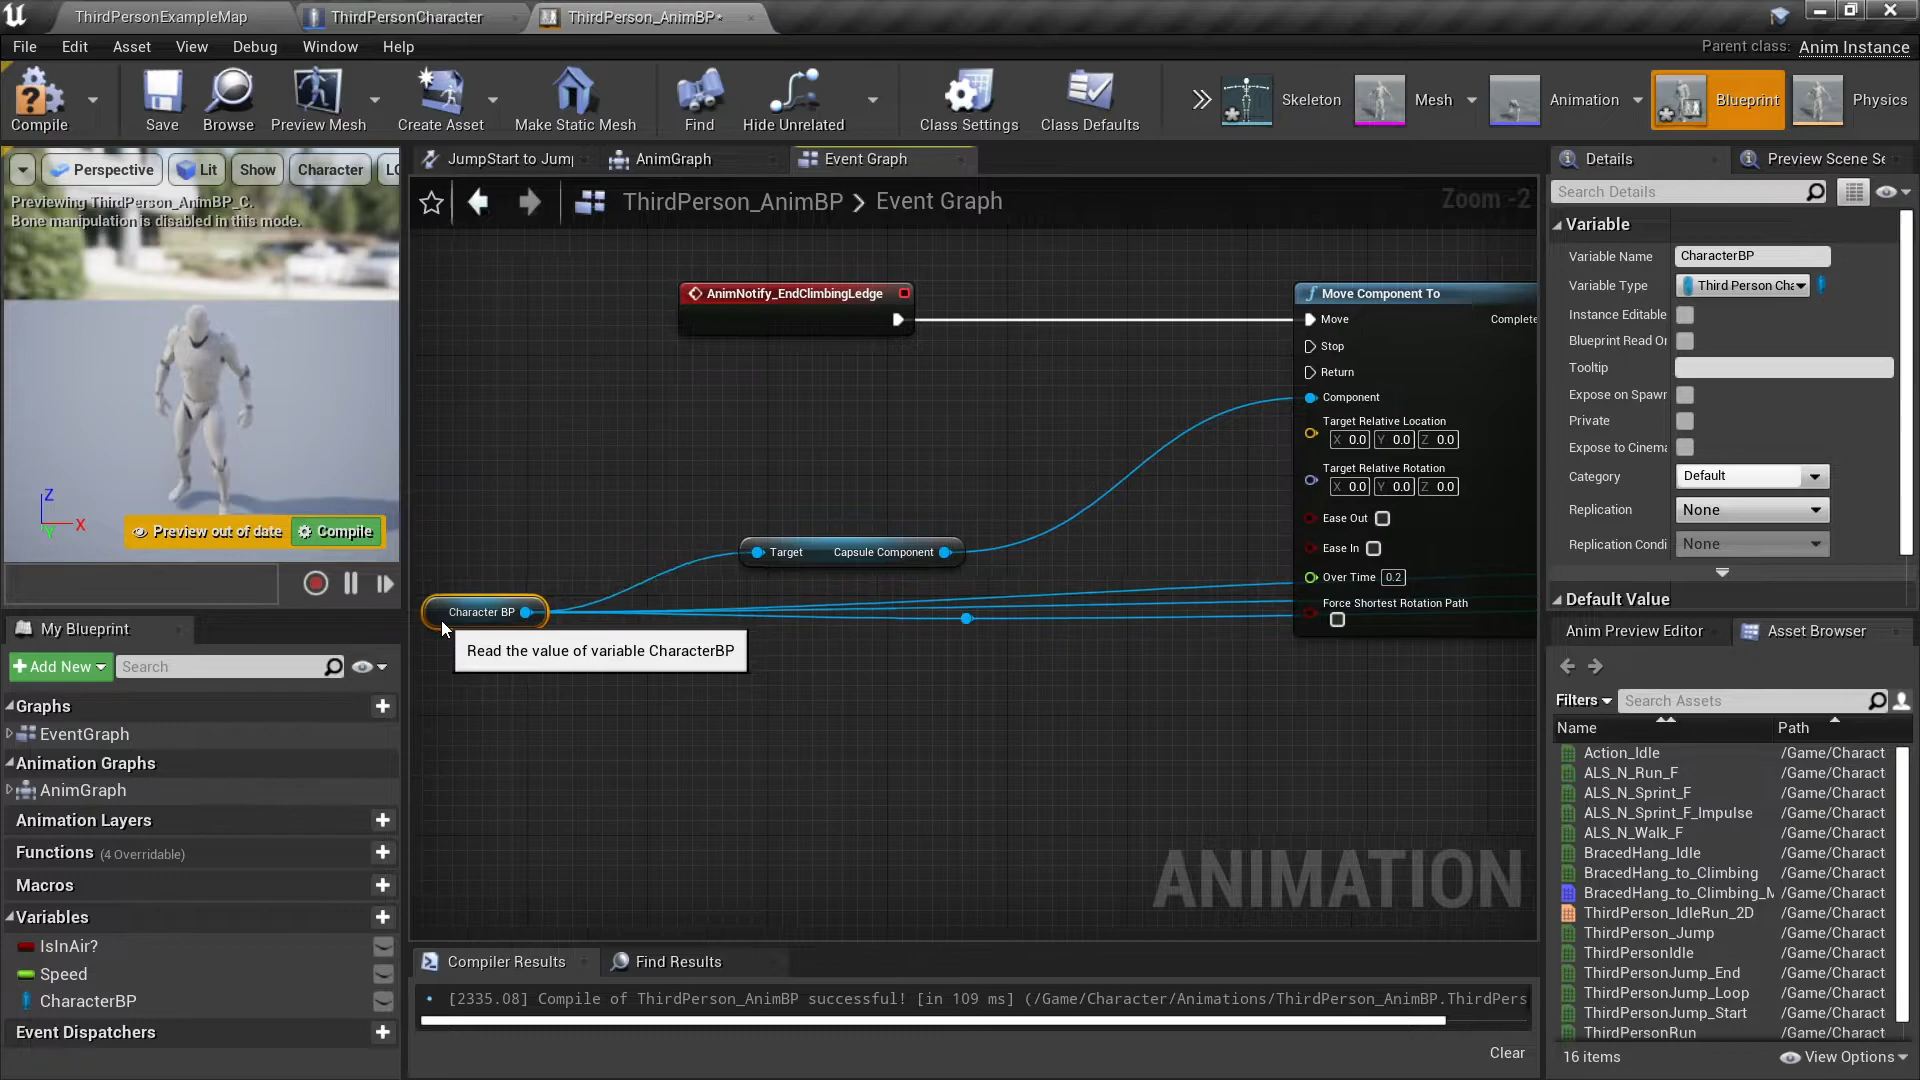 ThirdPersonExampleMap
ThirdPersonCharacter
ThirdPerson_AnimBP*
File Edit Asset View Debug Window Help
Parent class: Anim Instance
Compile
Save
Browse
Preview Mesh
Create Asset
Make Static Mesh
Find
Hide Unrelated
Class Settings
Class Defaults
Skeleton
Mesh
Animation
Blueprint
Physics
Perspective
Lit
Show
Character
LO
Previewing ThirdPerson_AnimBP_C.
Bone manipulation is disabled in this mode.
Z
X
Y
Preview out of date
Compile
My Blueprint
Add New
Search
Graphs
EventGraph
Animation Graphs
AnimGraph
Animation Layers
Functions (4 Overridable)
Macros
Variables
IsInAir?
Speed
CharacterBP
Event Dispatchers
JumpStart to Jum
AnimGraph
Event Graph
ThirdPerson_AnimBP > Event Graph
Zoom -2
AnimNotify_EndClimbingLedge
Move Component To
Move
Complete
Stop
Return
Component
Target Relative Location
X 0.0 Y 0.0 Z 0.0
Target Relative Rotation
X 0.0 Y 0.0 Z 0.0
Ease Out
Ease In
Over Time 0.2
Force Shortest Rotation Path
Target
Capsule Component
Character BP
Read the value of variable CharacterBP
ANIMATION
Compiler Results
Find Results
[2335.08] Compile of ThirdPerson_AnimBP successful! [in 109 ms] (/Game/Character/Animations/ThirdPerson_AnimBP.ThirdPers
Clear
Details
Preview Scene Se
Search Details
Variable
Variable Name
CharacterBP
Variable Type
Third Person Cha
Instance Editable
Blueprint Read Or
Tooltip
Expose on Spawn
Private
Expose to Cinema
Category
Default
Replication
None
Replication Condi
None
Default Value
Anim Preview Editor
Asset Browser
Filters
Search Assets
Name
Path
Action_Idle /Game/Charact
ALS_N_Run_F /Game/Charact
ALS_N_Sprint_F /Game/Charact
ALS_N_Sprint_F_Impulse /Game/Charact
ALS_N_Walk_F /Game/Charact
BracedHang_Idle /Game/Charact
BracedHang_to_Climbing /Game/Charact
BracedHang_to_Climbing_M /Game/Charact
ThirdPerson_IdleRun_2D /Game/Charact
ThirdPerson_Jump /Game/Charact
ThirdPersonIdle /Game/Charact
ThirdPersonJump_End /Game/Charact
ThirdPersonJump_Loop /Game/Charact
ThirdPersonJump_Start /Game/Charact
ThirdPersonRun /Game/Charact
16 items
View Options